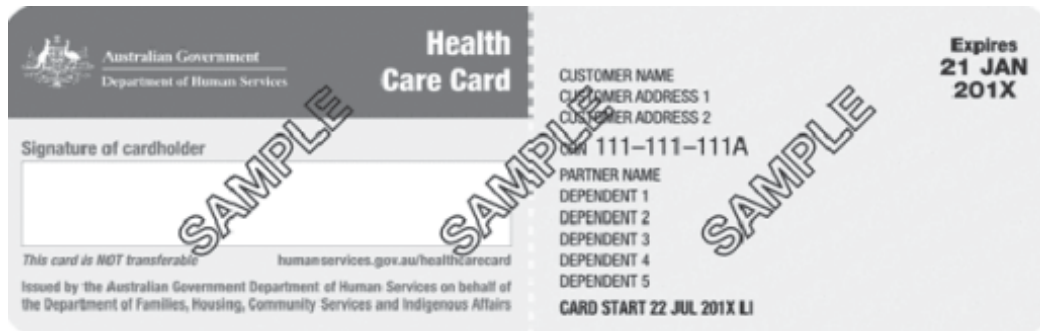 Australian Government
Department of Human Services
Health
Care Card
Signature of cardholder
This card is NOT transferable
humanservices.gov.au/healthcarecard
Issued by the Australian Government Department of Human Services on behalf of
the Department of Families, Housing, Community Services and Indigenous Affairs
SAMPLE
SAMPLE
SAMPLE
CUSTOMER NAME
CUSTOMER ADDRESS 1
CUSTOMER ADDRESS 2
CRN 111–111–111A
PARTNER NAME
DEPENDENT 1
DEPENDENT 2
DEPENDENT 3
DEPENDENT 4
DEPENDENT 5
CARD START 22 JUL 201X LI
Expires
21 JAN
201X